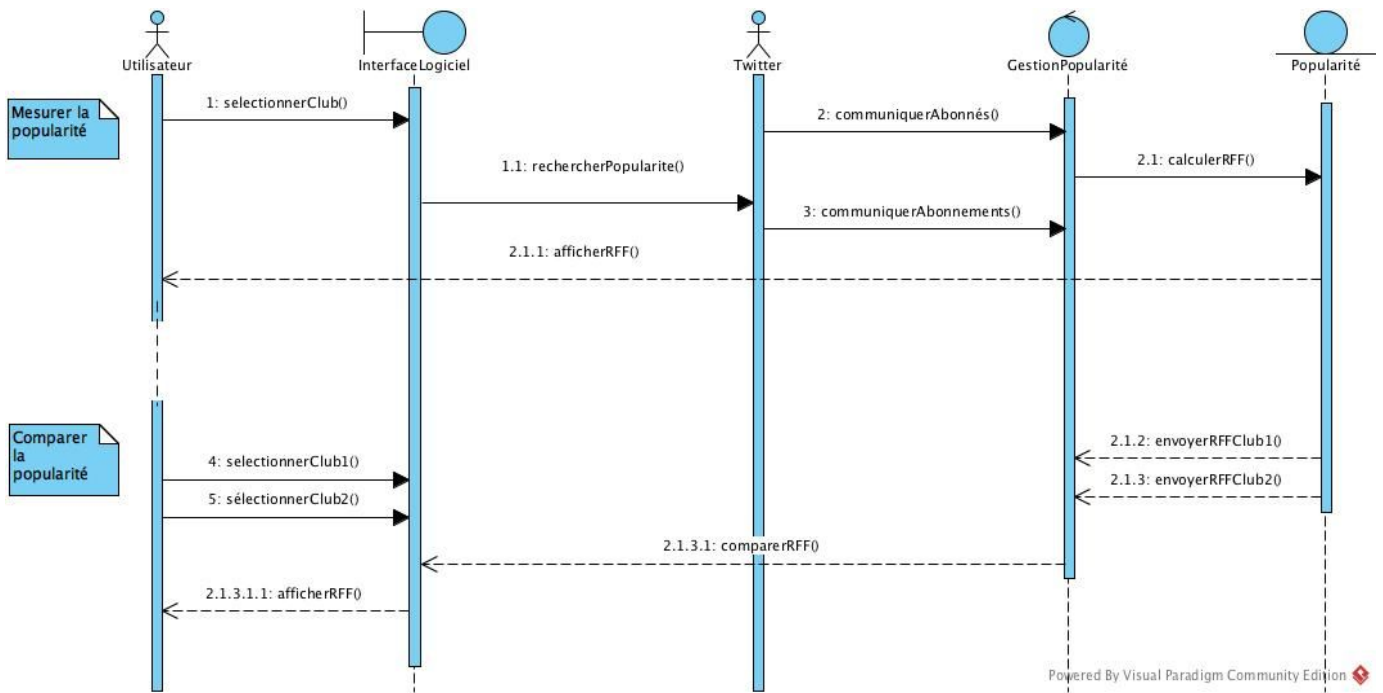 Utilisateur
InterfaceLogiciel
Twitter
GestionPopularité
Popularité
Mesurer la
popularité
1: selectionnerClub()
2: communiquerAbonnés()
1.1: rechercherPopularite()
2.1: calculerRFF()
3: communiquerAbonnements()
2.1.1: afficherRFF()
Comparer
la
popularité
2.1.2: envoyerRFFClub1()
4: selectionnerClub1()
2.1.3: envoyerRFFClub2()
5: sélectionnerClub2()
2.1.3.1: comparerRFF()
2.1.3.1.1: afficherRFF()
Powered By Visual Paradigm Community Edition